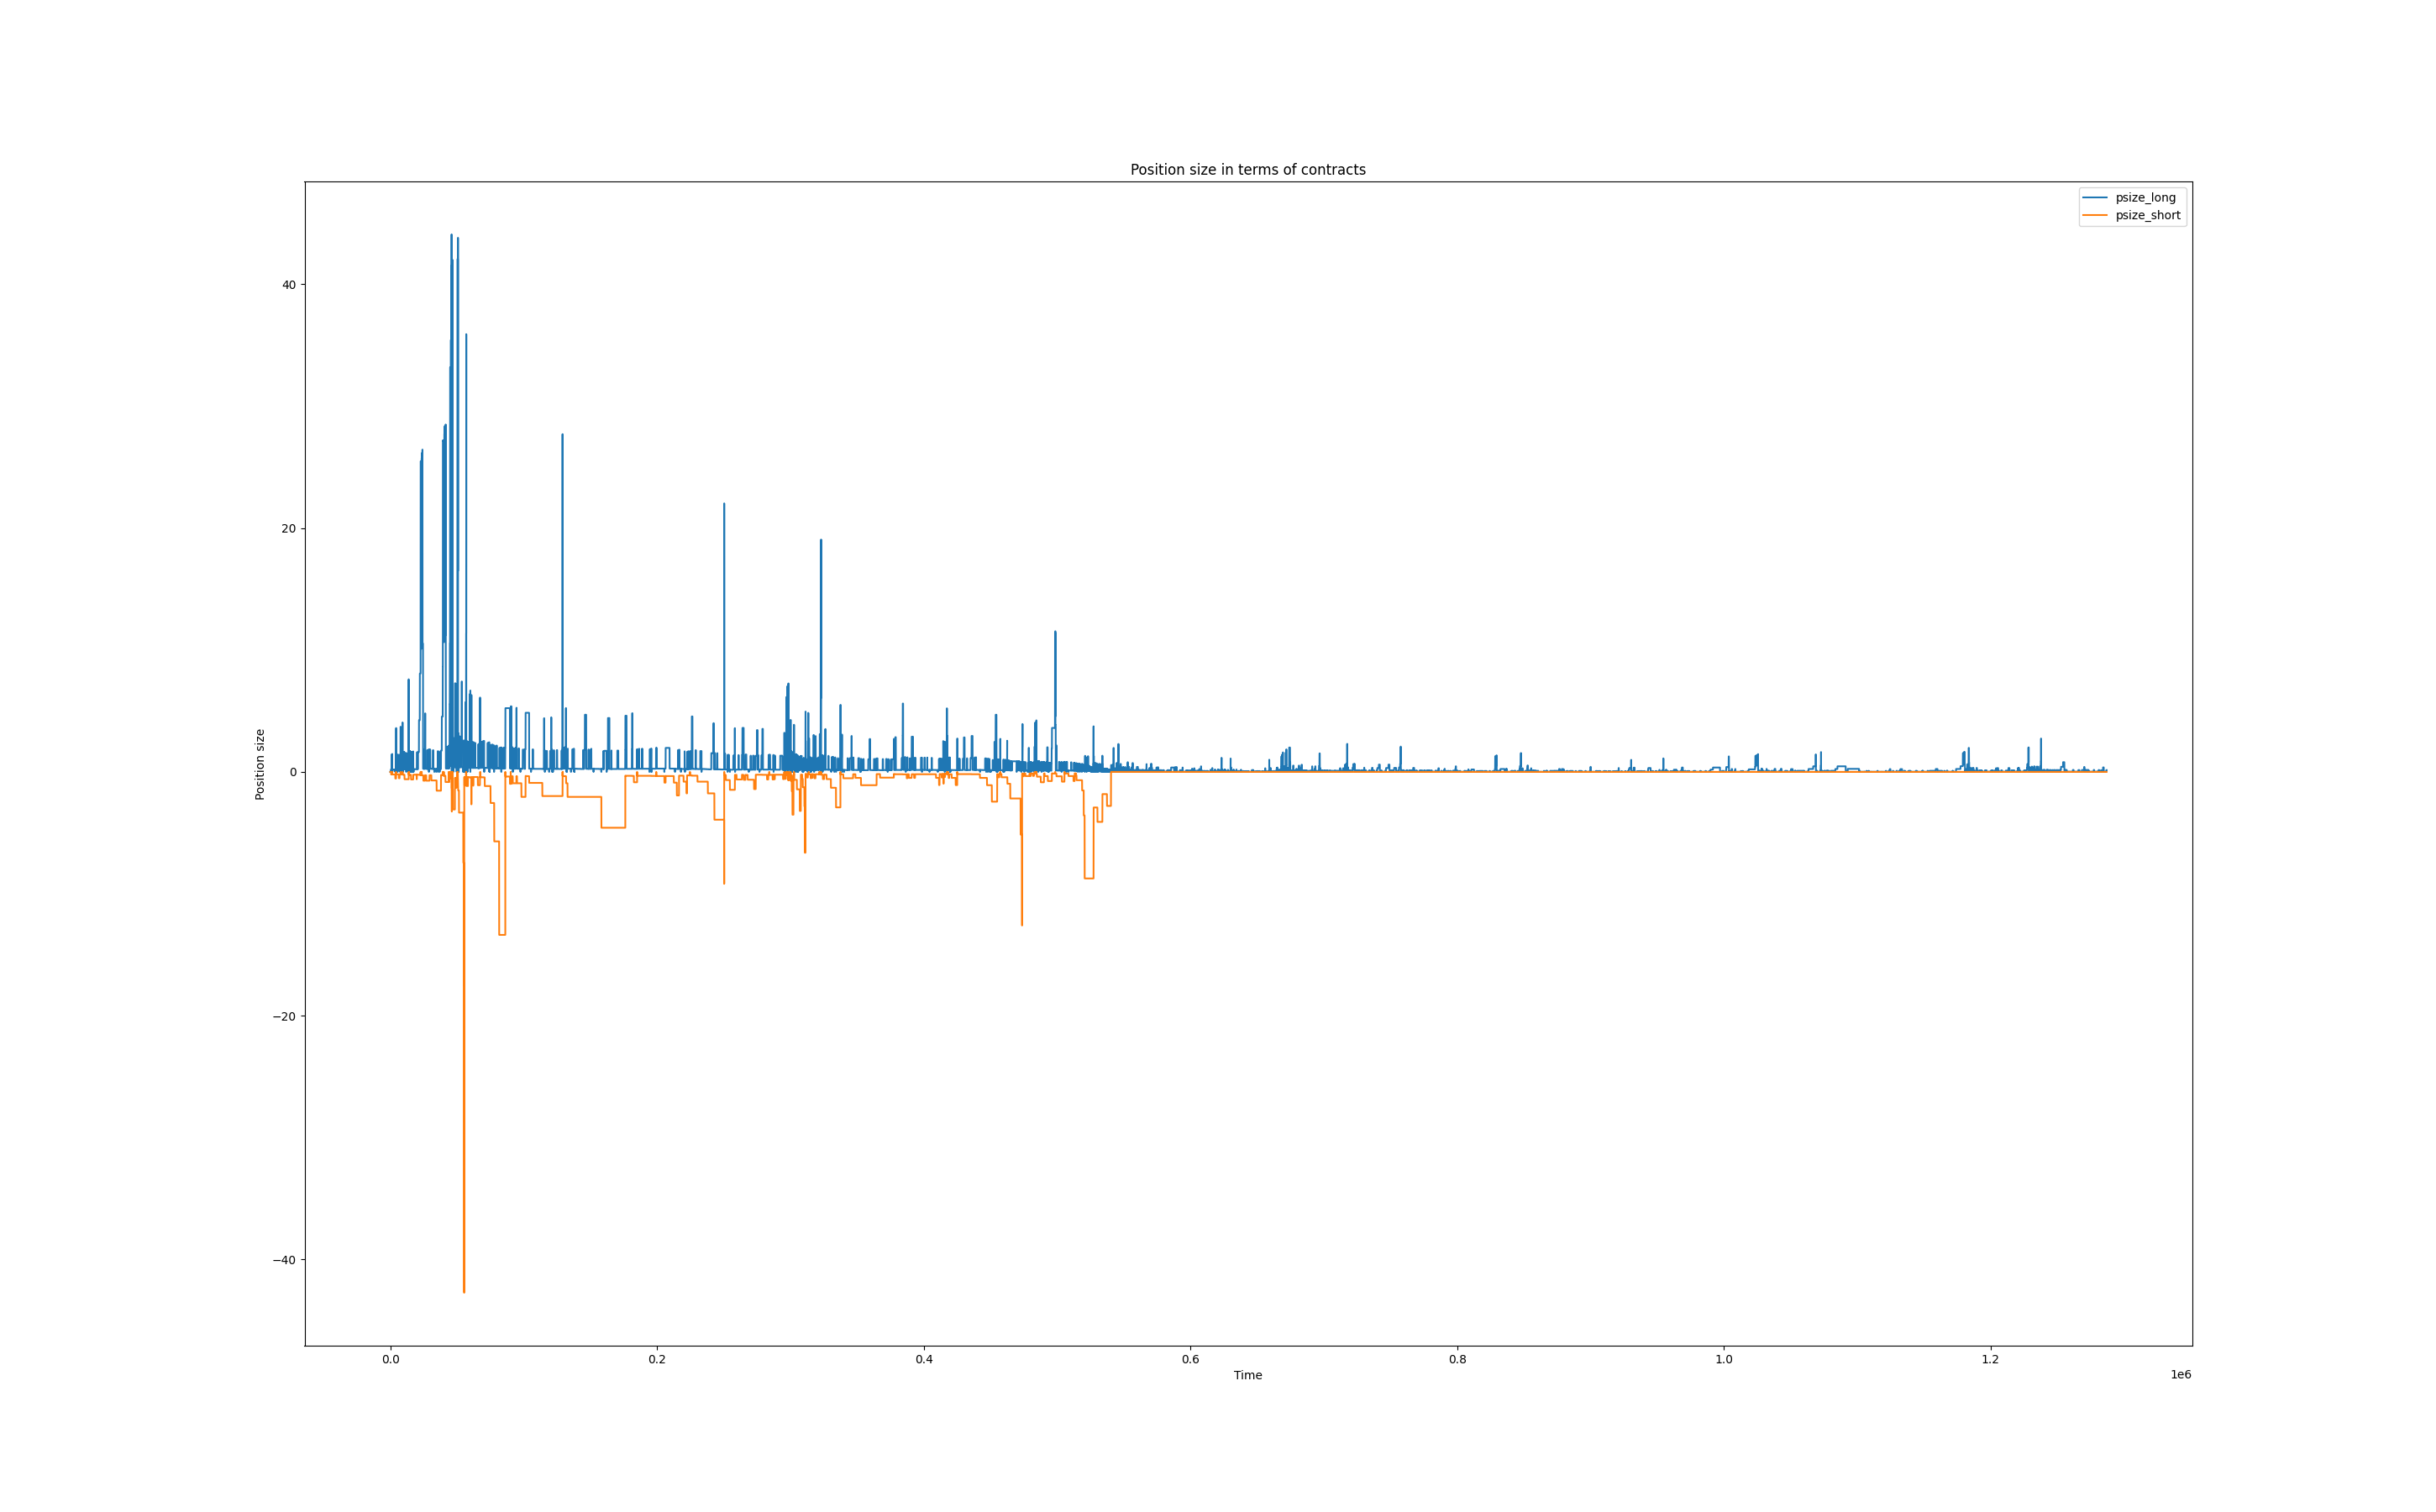 Position size in terms of contracts
psize_long
psize_short
40
20
0
−20
−40
Position size
0.0 0.2 0.4 0.6 0.8 1.0 1.2
Time
1e6